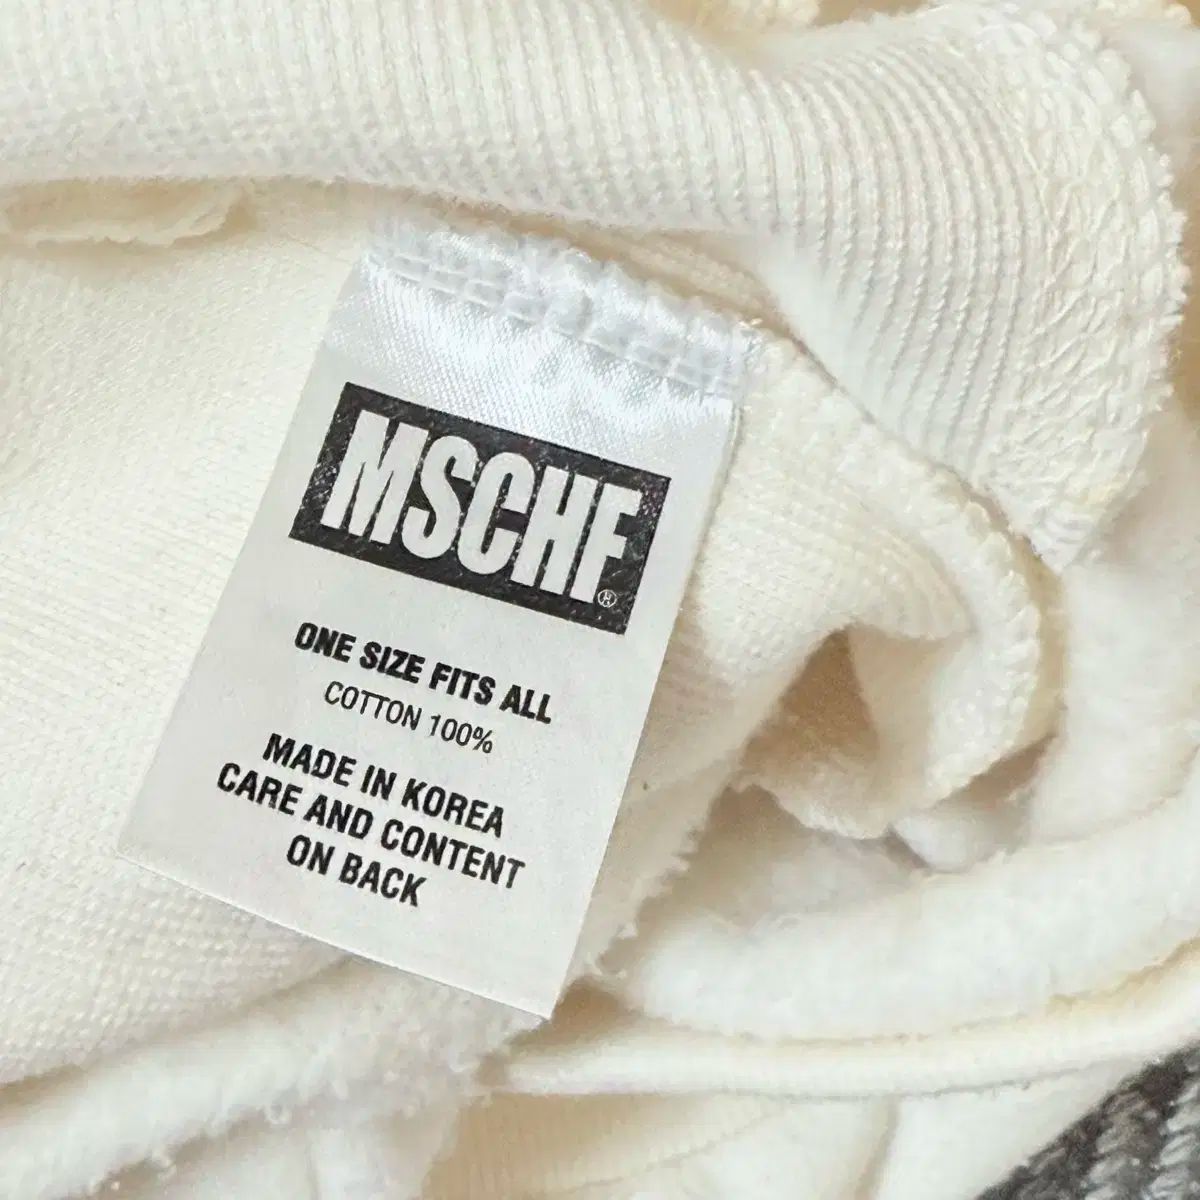 MSCHF®
ONE SIZE FITS ALL
COTTON 100%
MADE IN KOREA
CARE AND CONTENT
ON BACK